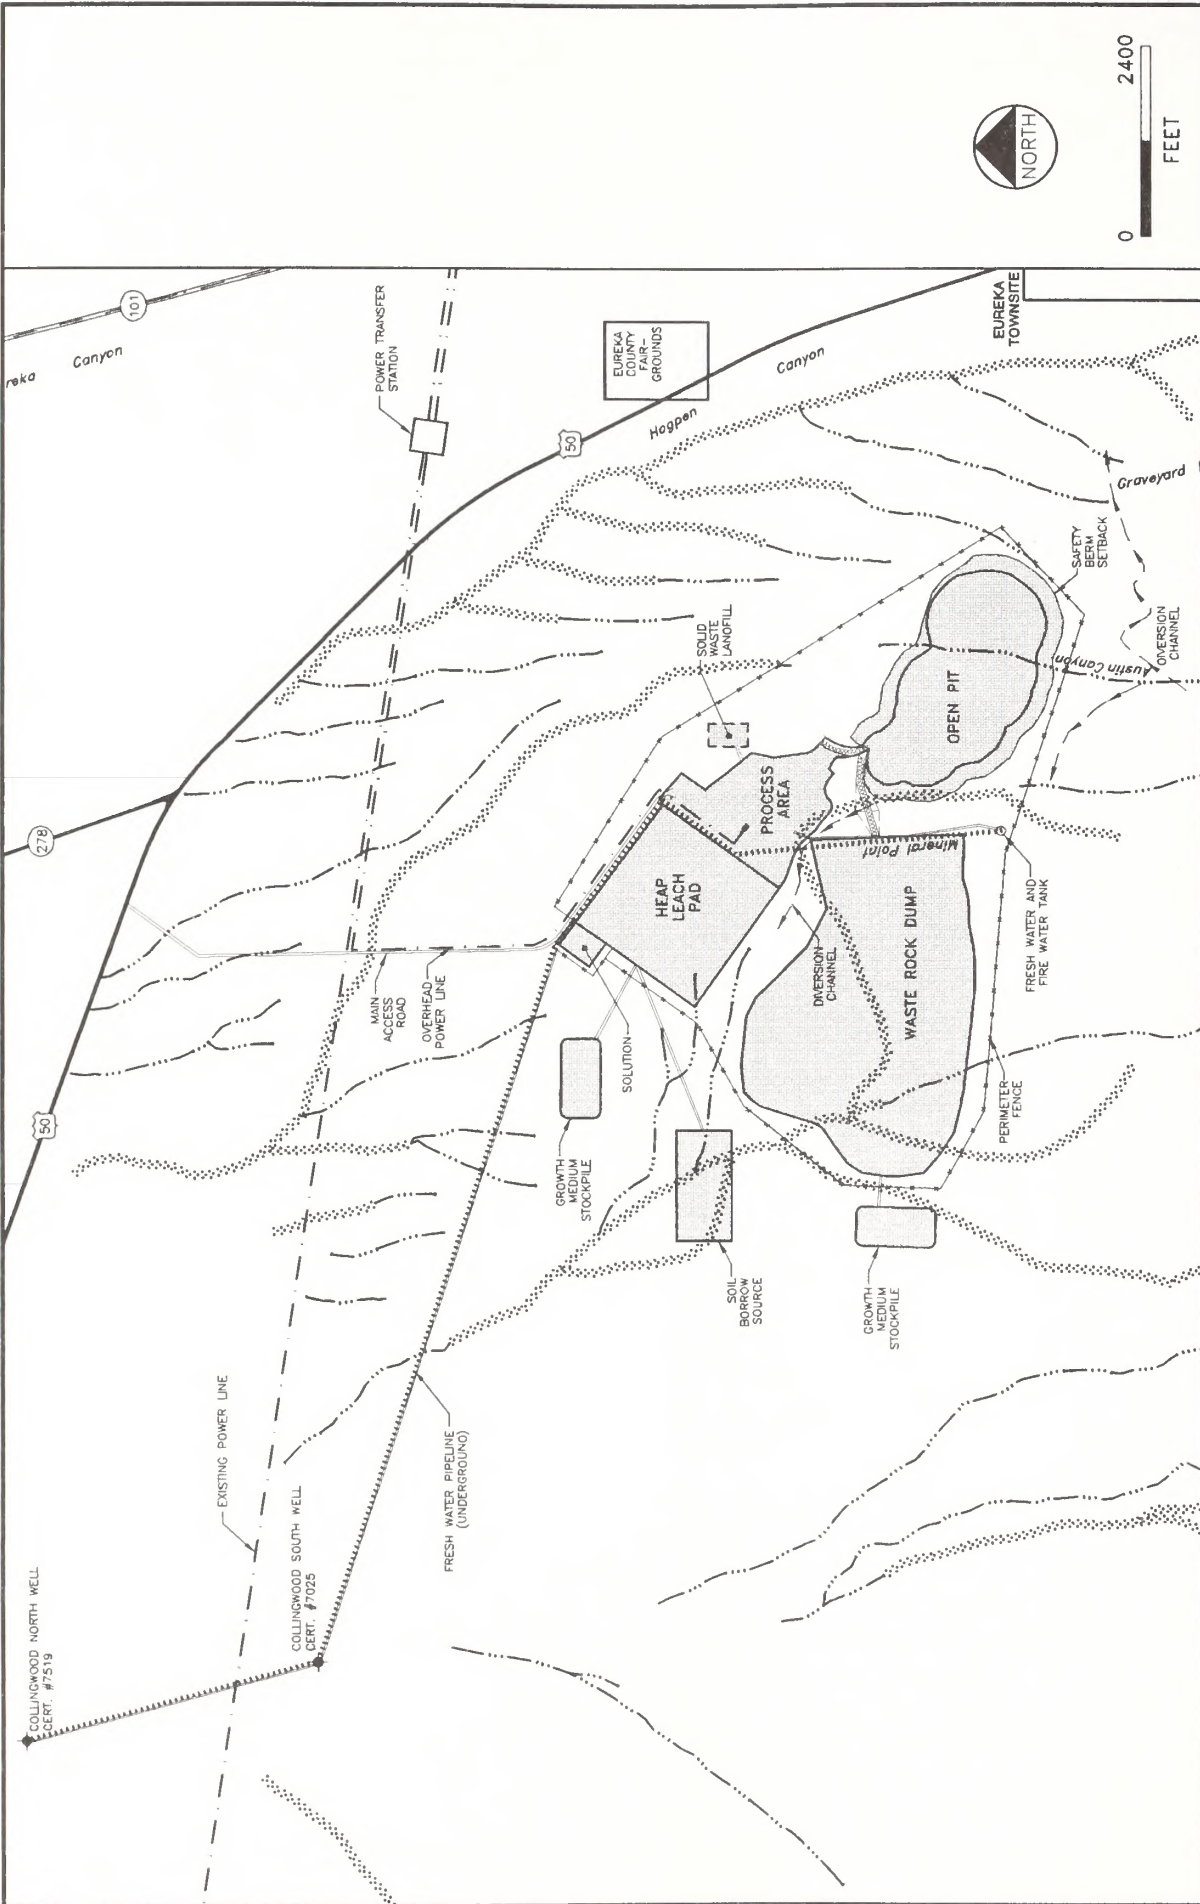 COLLINGWOOD NORTH WELL
CERT. #7519
EXISTING POWER LINE
COLLINGWOOD SOUTH WELL
CERT. #7025
FRESH WATER PIPELINE
(UNDERGROUND)
50
278
MAIN
ACCESS
ROAD
OVERHEAD
POWER LINE
101
reka
Canyon
POWER TRANSFER
STATION
50
EUREKA
COUNTY
FAIR-
GROUNDS
Hogpen
Canyon
EUREKA
TOWNSITE
GROWTH
MEDIUM
STOCKPILE
SOLUTION
HEAP
LEACH
PAD
SOLID
WASTE
LANDFILL
PROCESS
AREA
SOIL
BORROW
SOURCE
DIVERSION
CHANNEL
WASTE ROCK DUMP
Mineral Point
OPEN PIT
Austin Canyon
SAFETY
BERM
SETBACK
Graveyard
DIVERSION
CHANNEL
GROWTH
MEDIUM
STOCKPILE
PERIMETER
FENCE
FRESH WATER AND
FIRE WATER TANK
NORTH
0 2400
FEET